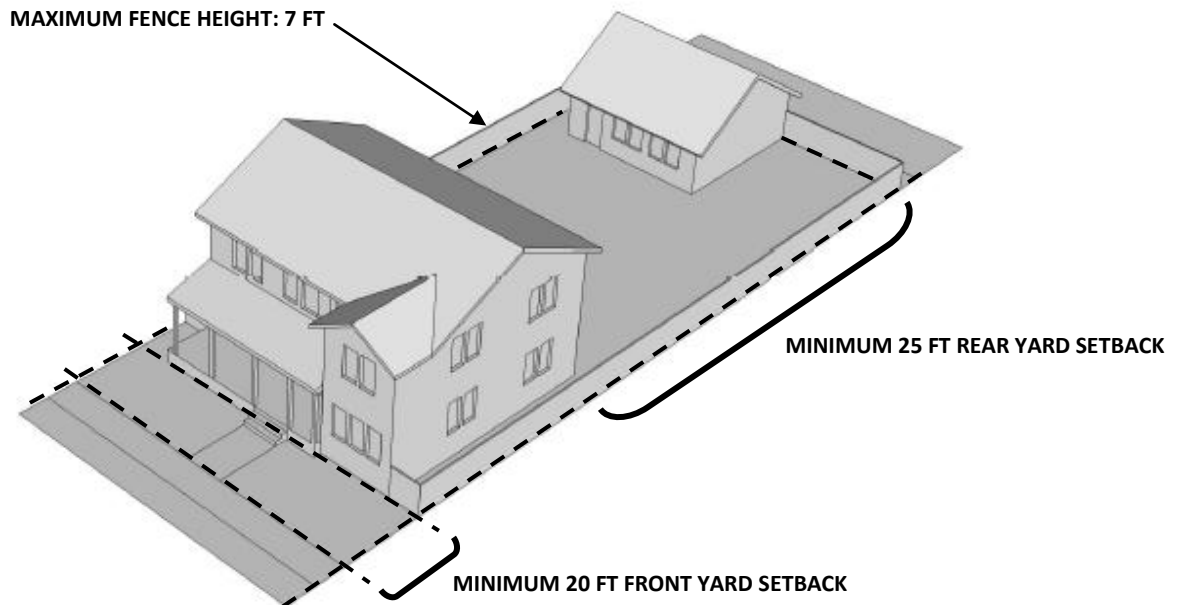 MAXIMUM FENCE HEIGHT: 7 FT
MINIMUM 25 FT REAR YARD SETBACK
MINIMUM 20 FT FRONT YARD SETBACK